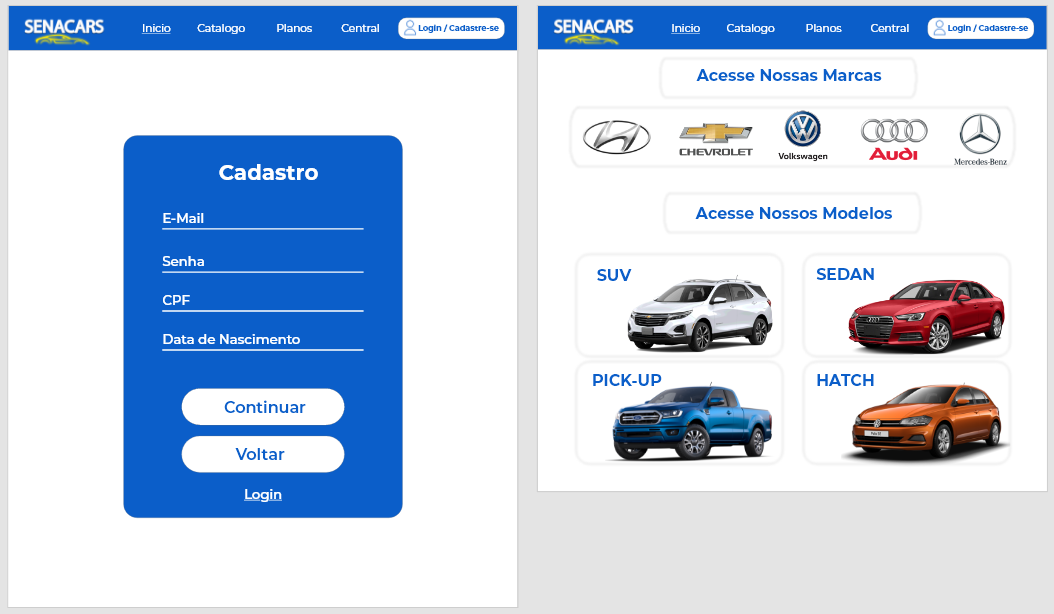 SENACARS
Inicio Catalogo Planos Central Login / Cadastre-se
Cadastro
E-Mail
Senha
CPF
Data de Nascimento
Continuar
Voltar
Login
SENACARS
Inicio Catalogo Planos Central Login / Cadastre-se
Acesse Nossas Marcas
CHEVROLET
Volkswagen
Audi
Mercedes-Benz
Acesse Nossos Modelos
SUV
SEDAN
PICK-UP
HATCH